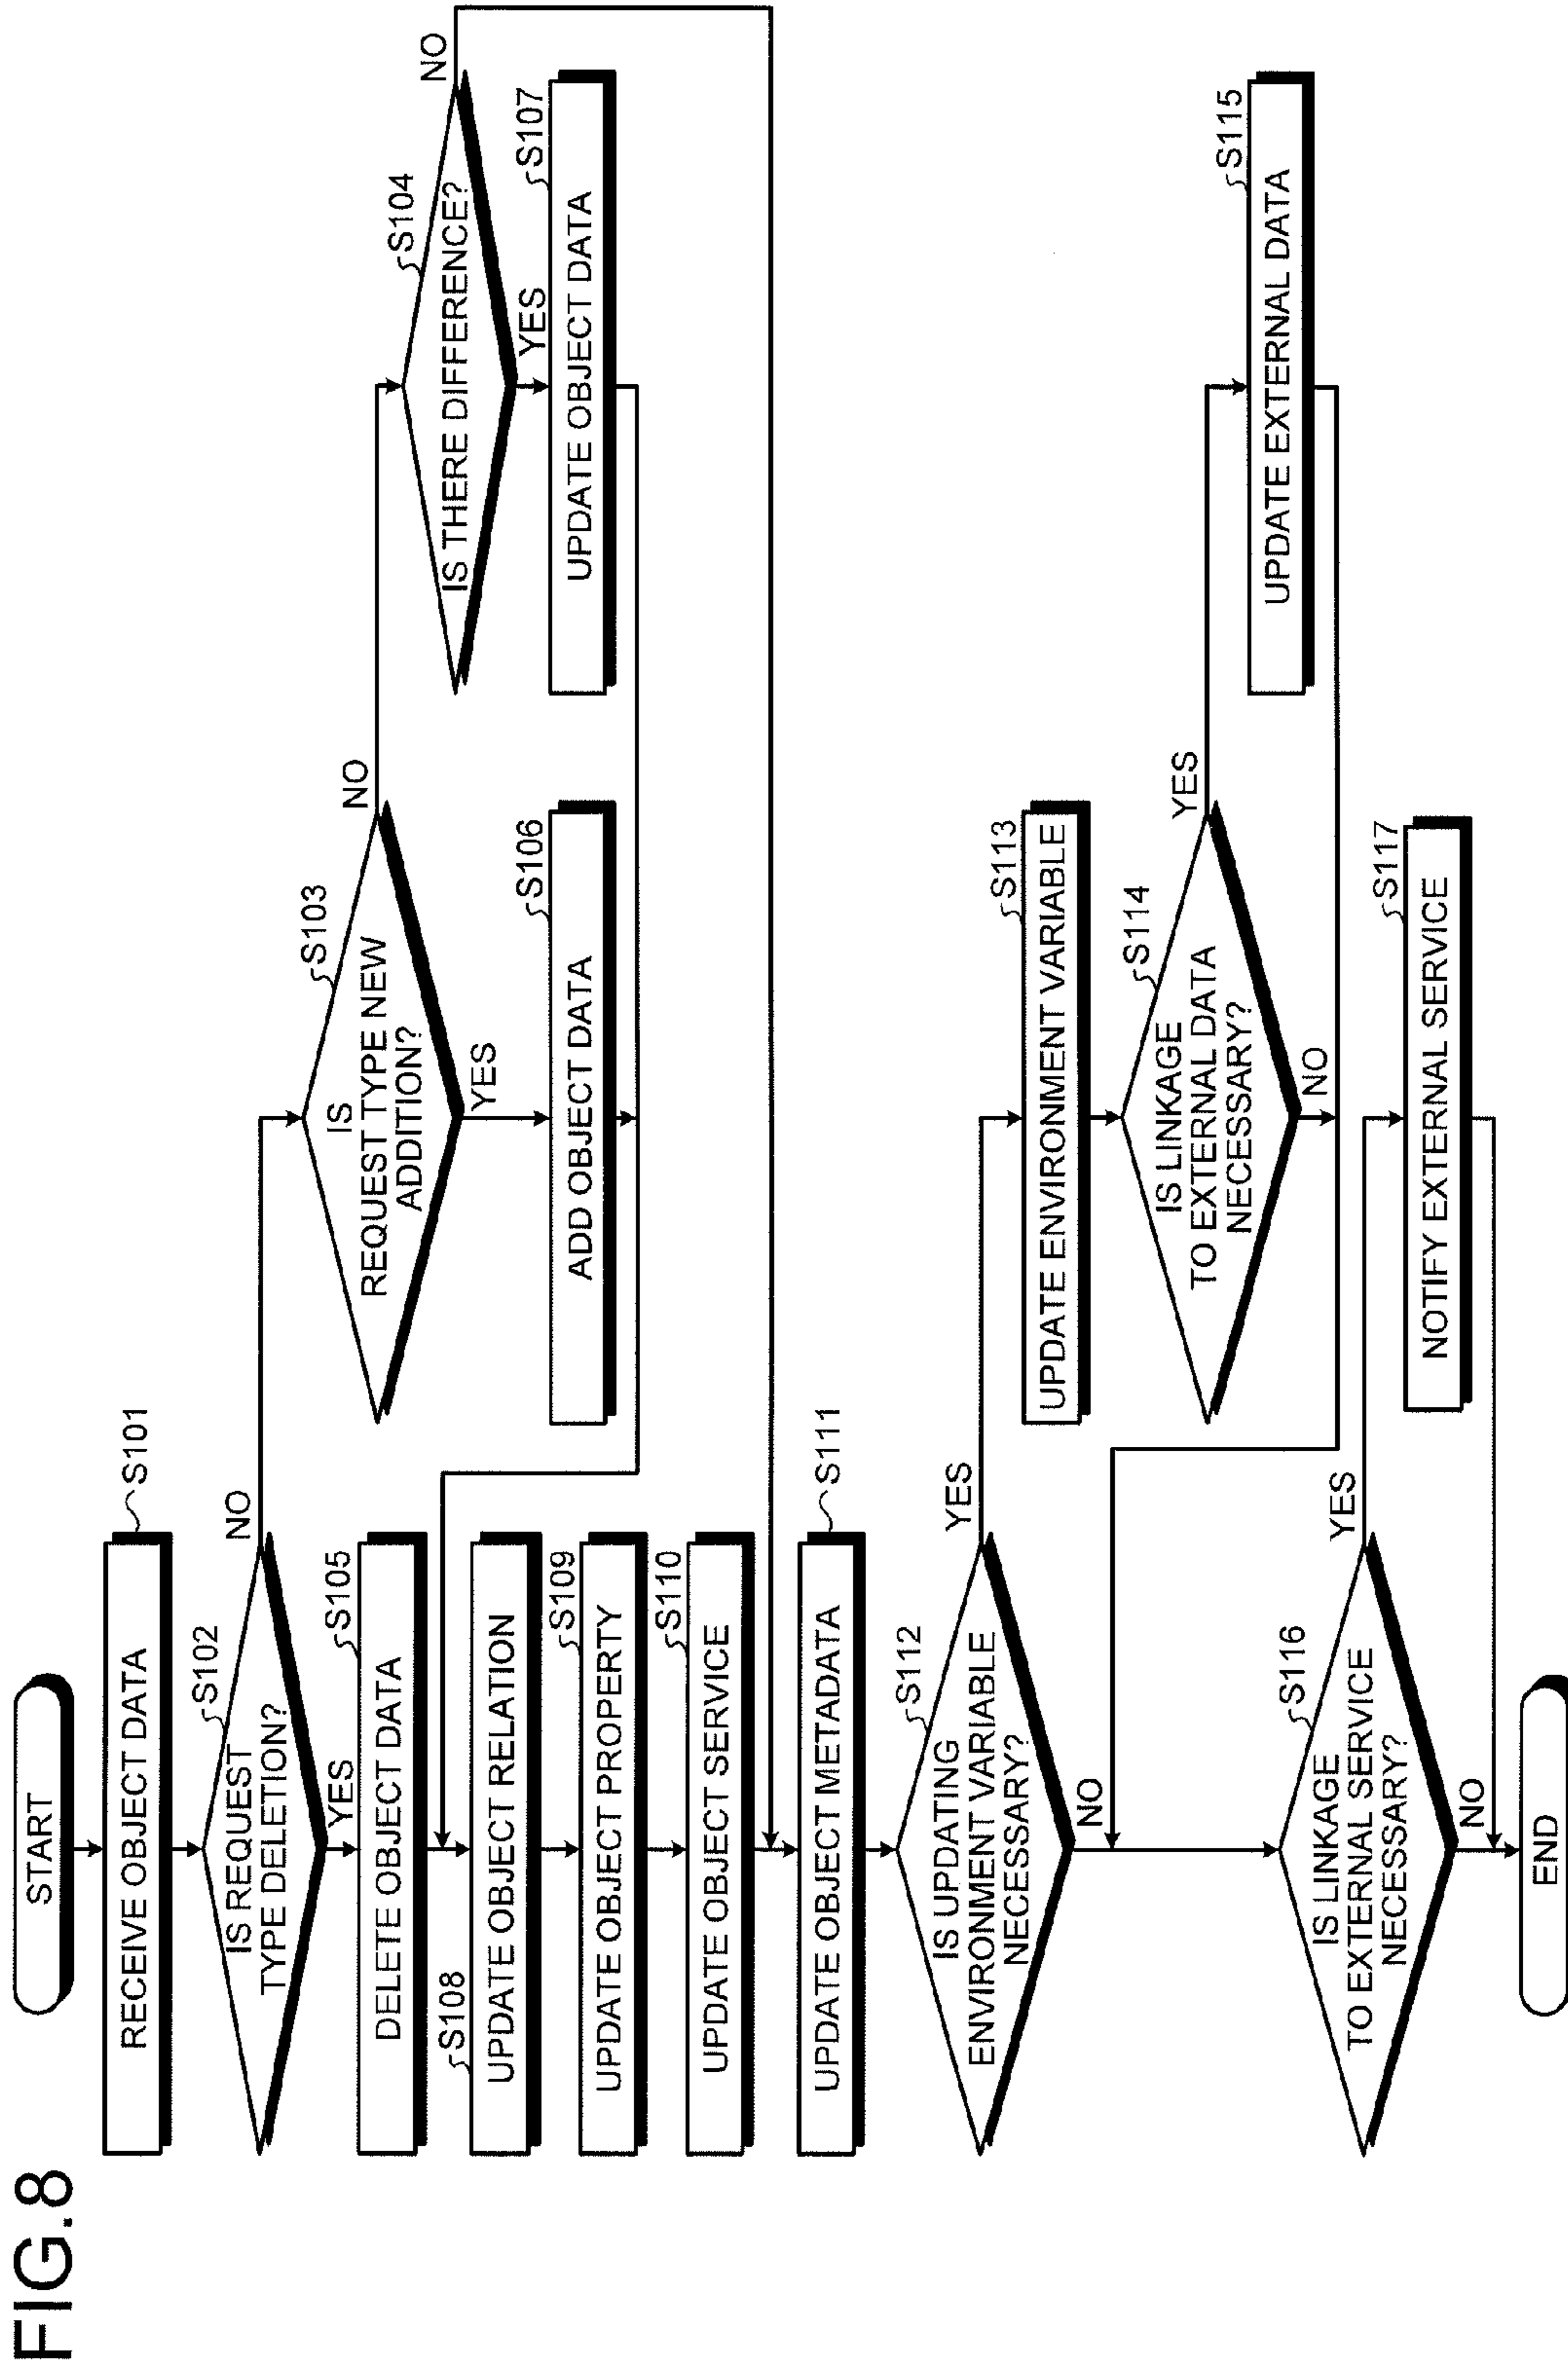 FIG.8
START
RECEIVE OBJECT DATA
S101
IS REQUEST
TYPE DELETION?
S102
NO
YES
IS
REQUEST TYPE NEW
ADDITION?
S103
NO
YES
IS THERE DIFFERENCE?
S104
NO
YES
DELETE OBJECT DATA
S105
ADD OBJECT DATA
S106
UPDATE OBJECT DATA
S107
S108
UPDATE OBJECT RELATION
UPDATE OBJECT PROPERTY
S109
UPDATE OBJECT SERVICE
S110
UPDATE OBJECT METADATA
S111
IS UPDATING
ENVIRONMENT VARIABLE
NECESSARY?
S112
YES
NO
UPDATE ENVIRONMENT VARIABLE
S113
IS LINKAGE
TO EXTERNAL DATA
NECESSARY?
S114
YES
NO
UPDATE EXTERNAL DATA
S115
IS LINKAGE
TO EXTERNAL SERVICE
NECESSARY?
S116
YES
NO
NOTIFY EXTERNAL SERVICE
S117
END